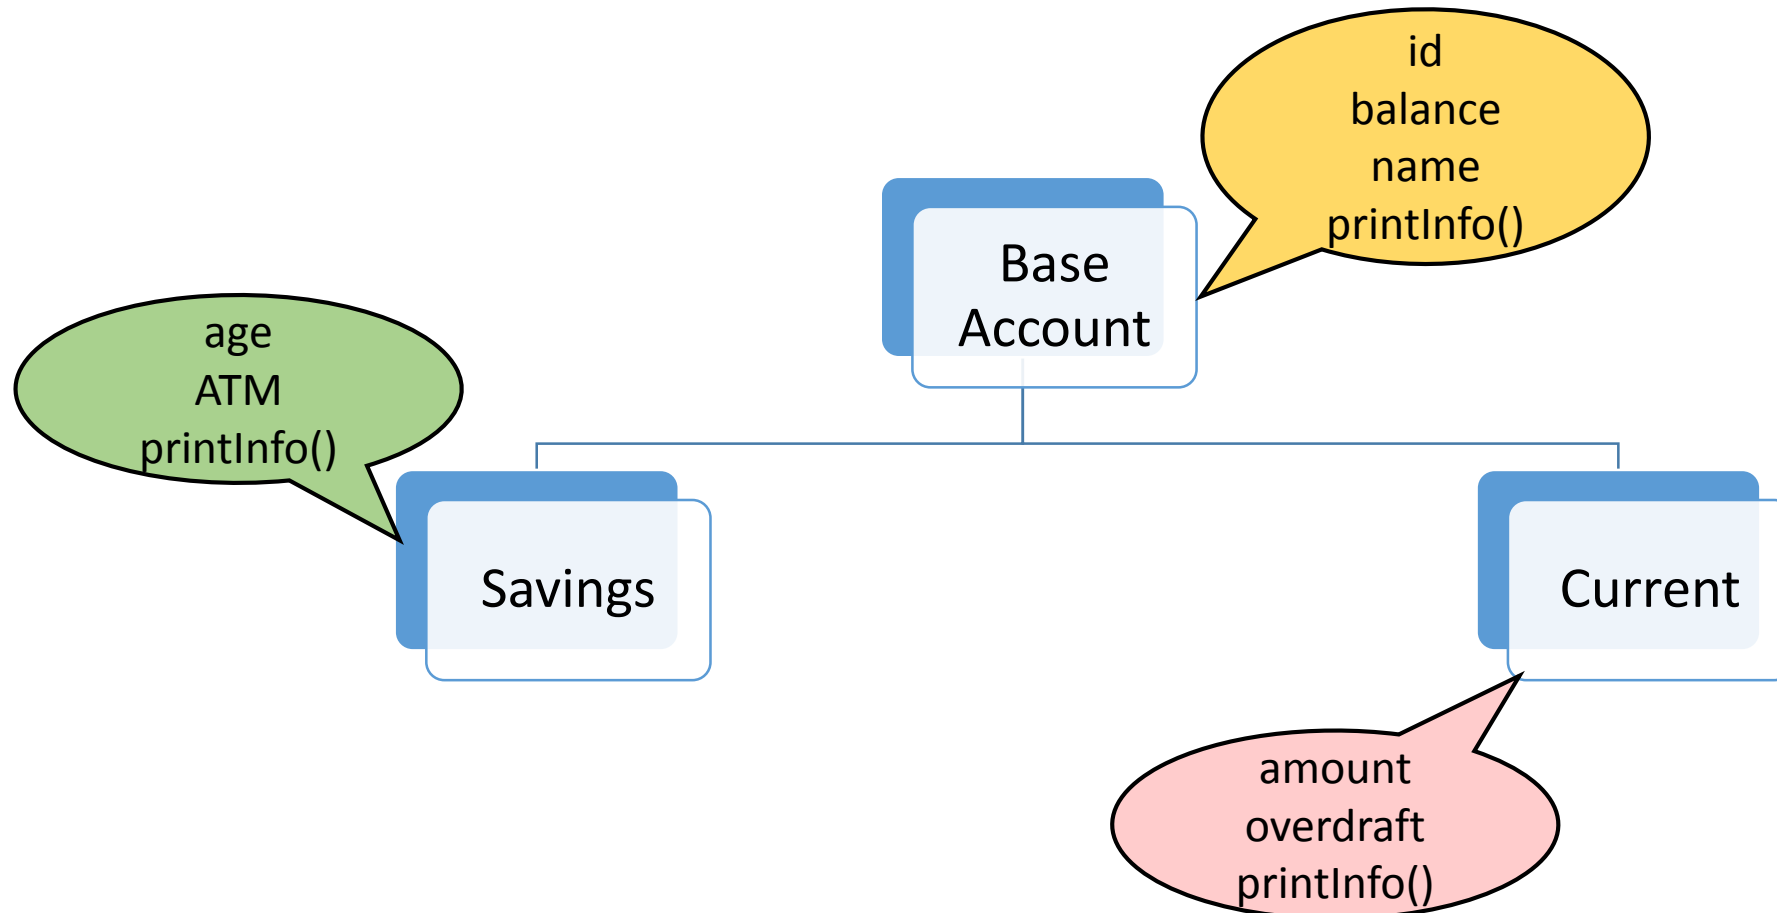 id
balance
name
printInfo()
Base
Account
age
ATM
printInfo()
Savings
Current
amount
overdraft
printInfo()